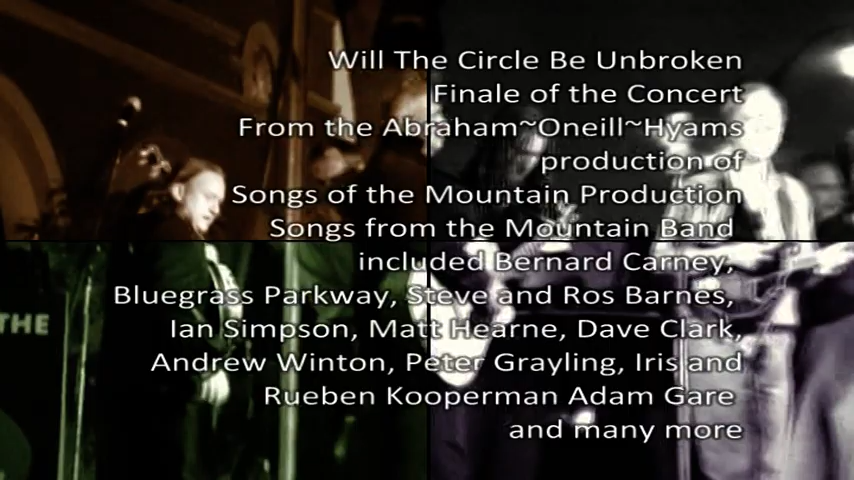 Will The Circle Be Unbroken
Finale of the Concert
From the Abraham~Oneill~Hyams
production of
Songs of the Mountain Production
Songs from the Mountain Band
included Bernard Carney,
Bluegrass Parkway, Steve and Ros Barnes,
Ian Simpson, Matt Hearne, Dave Clark,
THE
Andrew Winton, Peter Grayling, Iris and
Rueben Kooperman Adam Gare
and many more